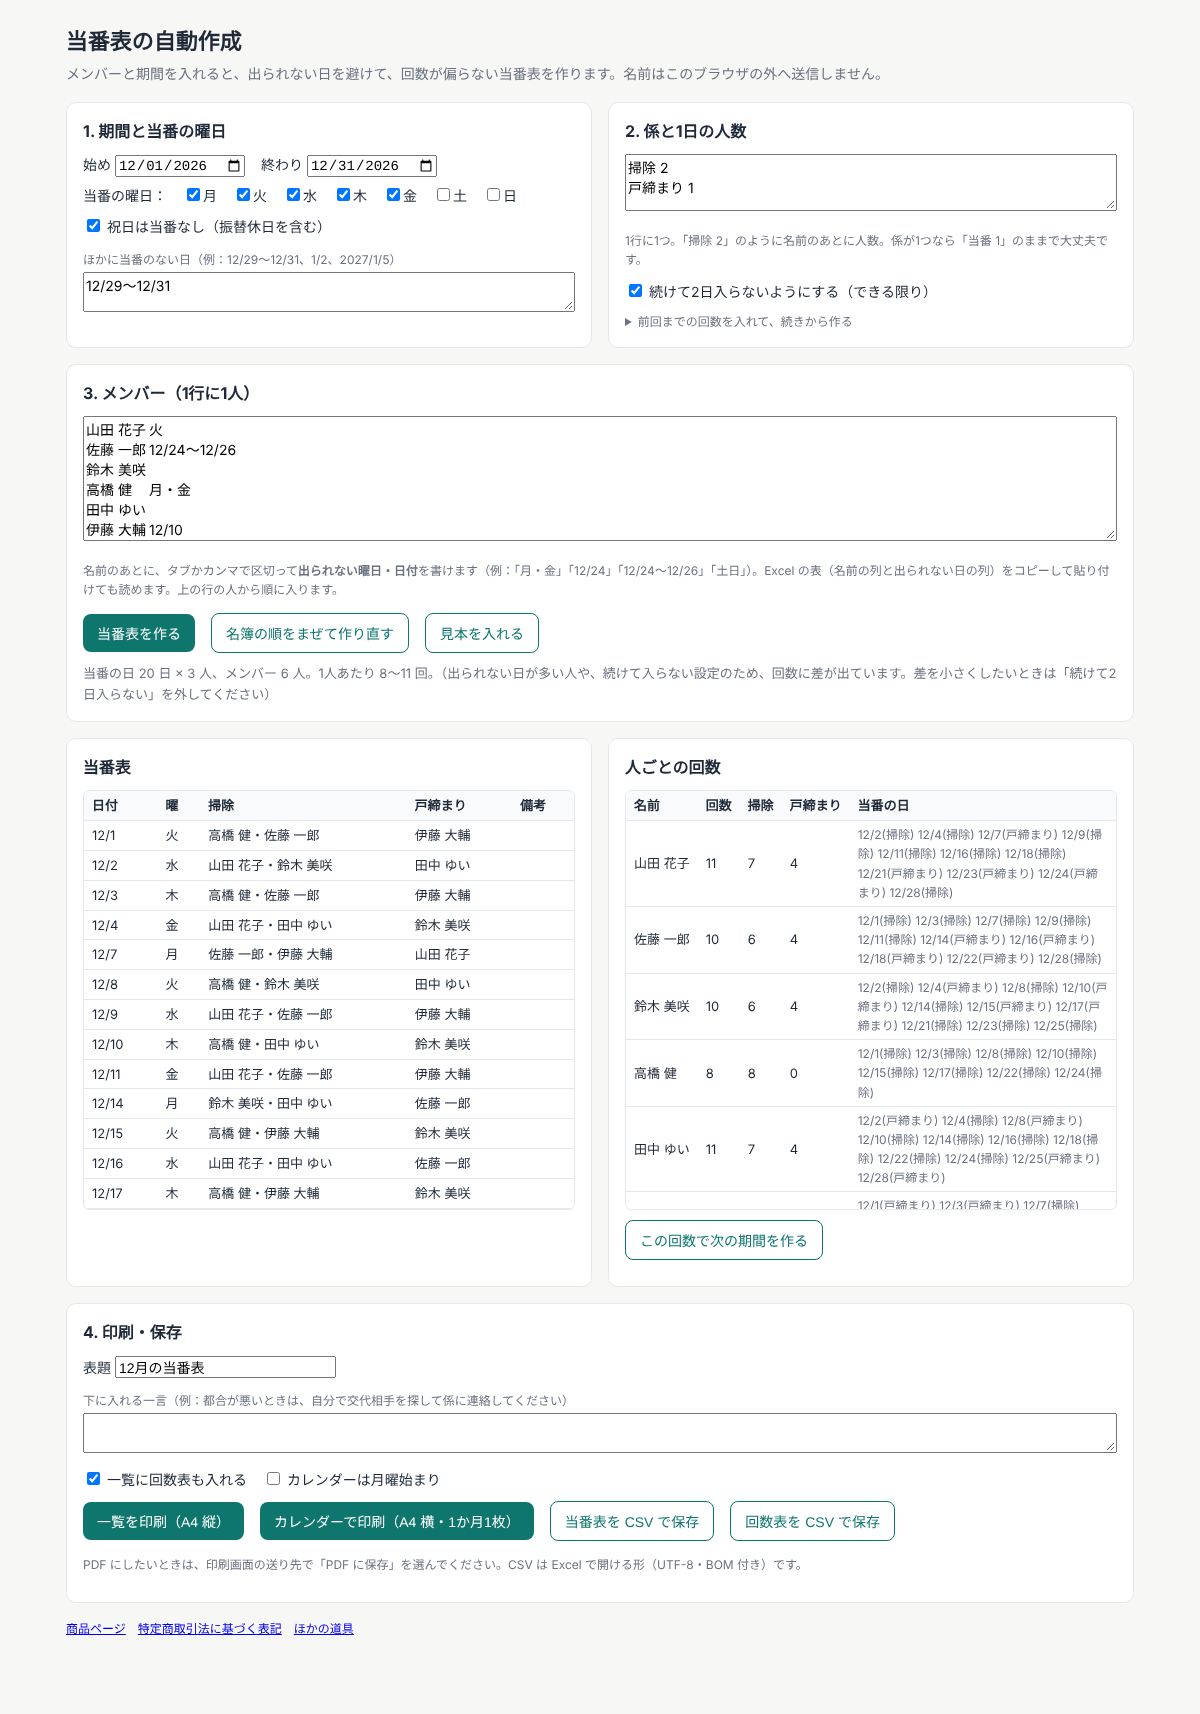 当番表の自動作成
メンバーと期間を入れると、出られない日を避けて、回数が偏らない当番表を作ります。名前はこのブラウザの外へ送信しません。
1. 期間と当番の曜日
始め 12/01/2026 終わり 12/31/2026
当番の曜日： 月 火 水 木 金 土 日
祝日は当番なし（振替休日を含む）
ほかに当番のない日（例：12/29〜12/31、1/2、2027/1/5）
12/29〜12/31
2. 係と1日の人数
掃除 2
戸締まり 1
1行に1つ。「掃除 2」のように名前のあとに人数。係が1つなら「当番 1」のままで大丈夫で
す。
続けて2日入らないようにする（できる限り）
▶ 前回までの回数を入れて、続きから作る
3. メンバー（1行に1人）
山田 花子 火
佐藤 一郎 12/24〜12/26
鈴木 美咲
高橋 健 月・金
田中 ゆい
伊藤 大輔 12/10
名前のあとに、タブかカンマで区切って出られない曜日・日付を書けます（例：「月・金」「12/24」「12/24〜12/26」「土日」）。Excel の表（名前の列と出られない日の列）をコピーして貼り付
けても読めます。上の行の人から順に入ります。
当番表を作る 名簿の順をまぜて作り直す 見本を入れる
当番の日 20 日 × 3 人、メンバー 6 人。1人あたり 8〜11 回。（出られない日が多い人や、続けて入らない設定のため、回数に差が出ています。差を小さくしたいときは「続けて2
日入らない」を外してください）
当番表
日付 曜 掃除 戸締まり 備考
12/1 火 高橋 健・佐藤 一郎 伊藤 大輔
12/2 水 山田 花子・鈴木 美咲 田中 ゆい
12/3 木 高橋 健・佐藤 一郎 伊藤 大輔
12/4 金 山田 花子・田中 ゆい 鈴木 美咲
12/7 月 佐藤 一郎・伊藤 大輔 山田 花子
12/8 火 高橋 健・鈴木 美咲 田中 ゆい
12/9 水 山田 花子・佐藤 一郎 伊藤 大輔
12/10 木 高橋 健・田中 ゆい 鈴木 美咲
12/11 金 山田 花子・佐藤 一郎 伊藤 大輔
12/14 月 鈴木 美咲・田中 ゆい 佐藤 一郎
12/15 火 高橋 健・伊藤 大輔 鈴木 美咲
12/16 水 山田 花子・田中 ゆい 佐藤 一郎
12/17 木 高橋 健・伊藤 大輔 鈴木 美咲
人ごとの回数
名前 回数 掃除 戸締まり 当番の日
山田 花子 11 7 4 12/2(掃除) 12/4(掃除) 12/7(戸締まり) 12/9(掃
除) 12/11(掃除) 12/16(掃除) 12/18(掃除)
12/21(戸締まり) 12/23(戸締まり) 12/24(戸締
まり) 12/28(掃除)
佐藤 一郎 10 6 4 12/1(掃除) 12/3(掃除) 12/7(掃除) 12/9(掃除)
12/11(掃除) 12/14(戸締まり) 12/16(戸締まり)
12/18(戸締まり) 12/22(戸締まり) 12/28(掃除)
鈴木 美咲 10 6 4 12/2(掃除) 12/4(戸締まり) 12/8(掃除) 12/10(戸
締まり) 12/14(掃除) 12/15(戸締まり) 12/17(戸
締まり) 12/21(掃除) 12/23(掃除) 12/25(掃除)
高橋 健 8 8 0 12/1(掃除) 12/3(掃除) 12/8(掃除) 12/10(掃除)
12/15(掃除) 12/17(掃除) 12/22(掃除) 12/24(掃
除)
田中 ゆい 11 7 4 12/2(戸締まり) 12/4(掃除) 12/8(戸締まり)
12/10(掃除) 12/14(掃除) 12/16(掃除) 12/18(掃
除) 12/22(掃除) 12/24(掃除) 12/25(戸締まり)
12/28(戸締まり)
12/1(戸締まり) 12/3(戸締まり) 12/7(掃除)
この回数で次の期間を作る
4. 印刷・保存
表題 12月の当番表
下に入れる一言（例：都合が悪いときは、自分で交代相手を探して係に連絡してください）
一覧に回数表も入れる カレンダーは月曜始まり
一覧を印刷（A4 縦） カレンダーで印刷（A4 横・1か月1枚） 当番表を CSV で保存 回数表を CSV で保存
PDF にしたいときは、印刷画面の送り先で「PDF に保存」を選んでください。CSV は Excel で開ける形（UTF-8・BOM 付き）です。
商品ページ 特定商取引法に基づく表記 ほかの道具